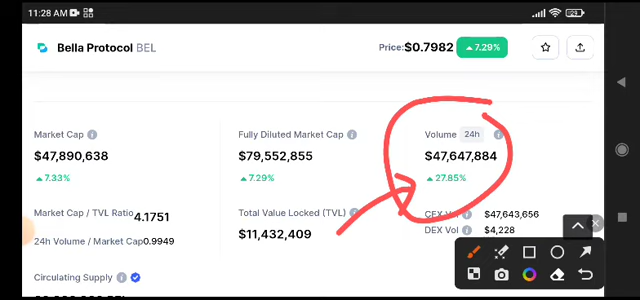 11:28 AM
Bella Protocol BEL
Price: $0.7982 7.29%
Market Cap
$47,890,638
7.33%
Fully Diluted Market Cap
$79,552,855
7.29%
Volume 24h
$47,647,884
27.85%
Market Cap / TVL Ratio 4.1751
24h Volume / Market Cap 0.9949
Total Value Locked (TVL)
$11,432,409
CEX Vol $47,643,656
DEX Vol $4,228
Circulating Supply